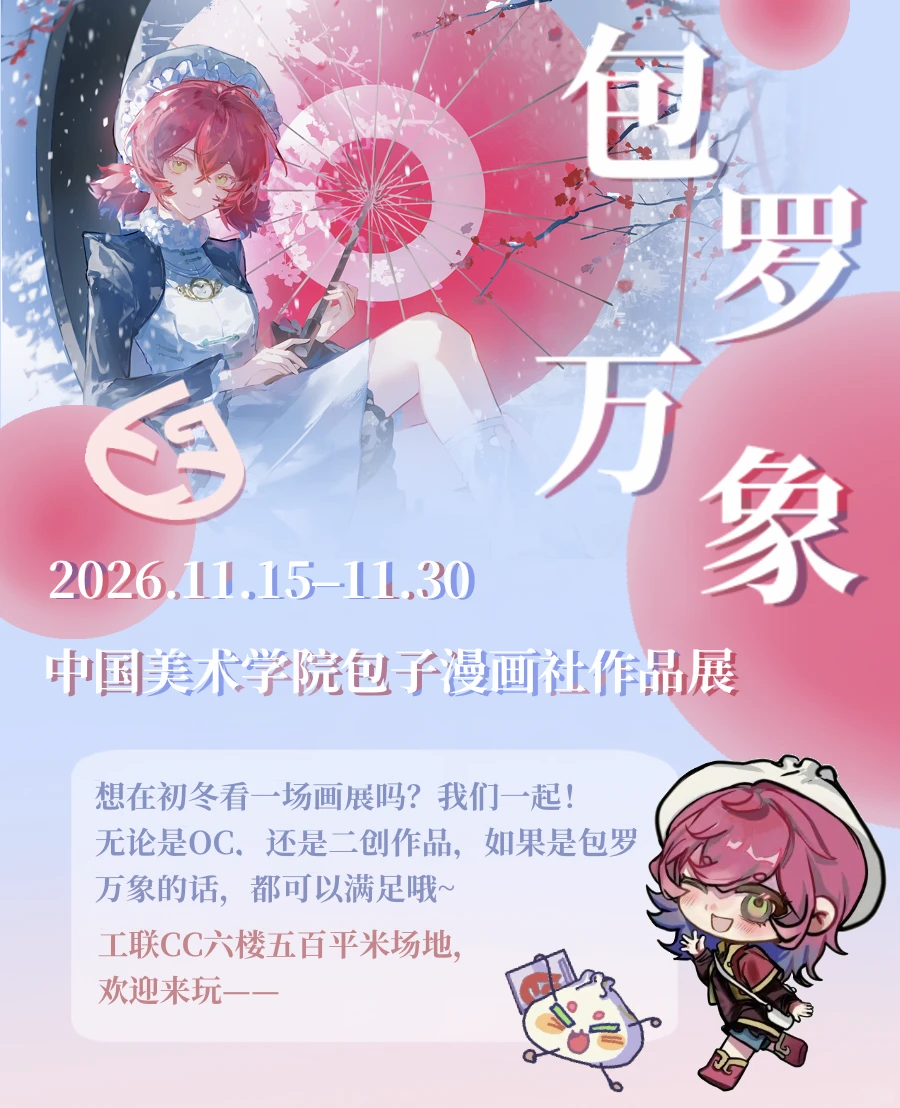 包罗万象
2026.11.15–11.30
中国美术学院包子漫画社作品展
想在初冬看一场画展吗？我们一起！
无论是OC．还是二创作品，如果是包罗
万象的话，都可以满足哦~
工联CC六楼五百平米场地，
欢迎来玩——